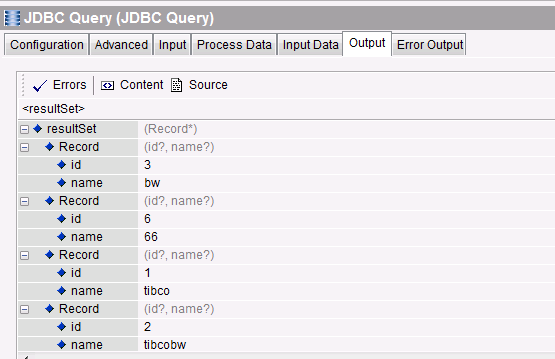 JDBC Query (JDBC Query)
Configuration Advanced Input Process Data Input Data Output Error Output
Errors Content Source
<resultSet>
resultSet (Record*)
Record (id?, name?)
id 3
name bw
Record (id?, name?)
id 6
name 66
Record (id?, name?)
id 1
name tibco
Record (id?, name?)
id 2
name tibcobw